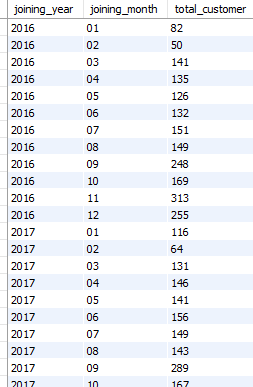 joining_year joining_month total_customer
2016 01 82
2016 02 50
2016 03 141
2016 04 135
2016 05 126
2016 06 132
2016 07 151
2016 08 149
2016 09 248
2016 10 169
2016 11 313
2016 12 255
2017 01 116
2017 02 64
2017 03 131
2017 04 146
2017 05 141
2017 06 156
2017 07 149
2017 08 143
2017 09 289
2017 10 167